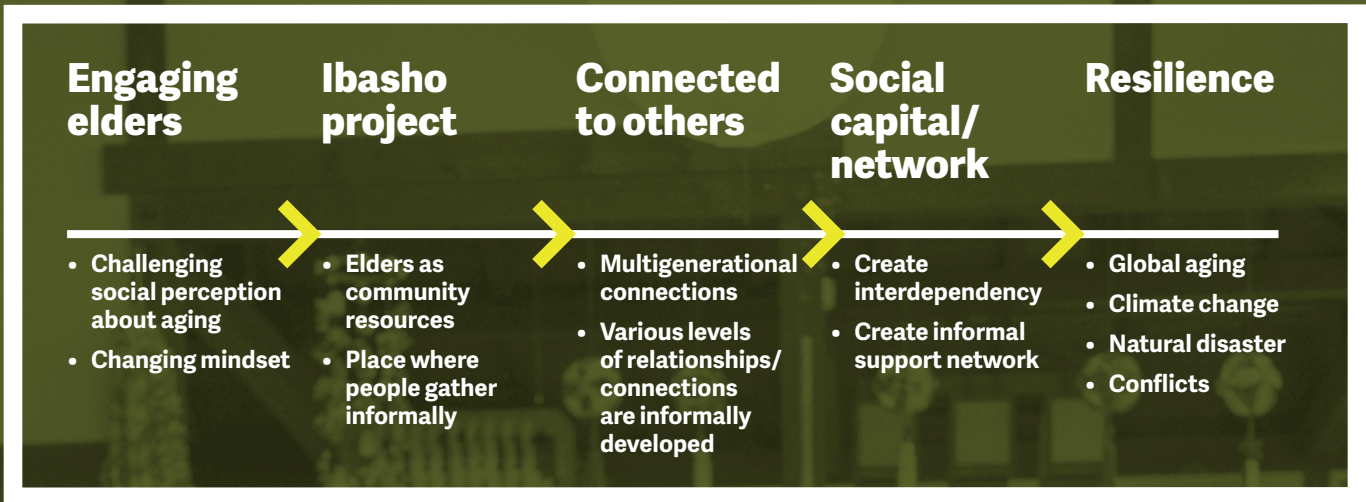 Engaging
elders
Ibasho
project
Connected
to others
Social
capital/
network
Resilience
• Challenging
social perception
about aging
• Changing mindset
• Elders as
community
resources
• Place where
people gather
informally
• Multigenerational
connections
• Various levels
of relationships/
connections
are informally
developed
• Create
interdependency
• Create informal
support network
• Global aging
• Climate change
• Natural disaster
• Conflicts